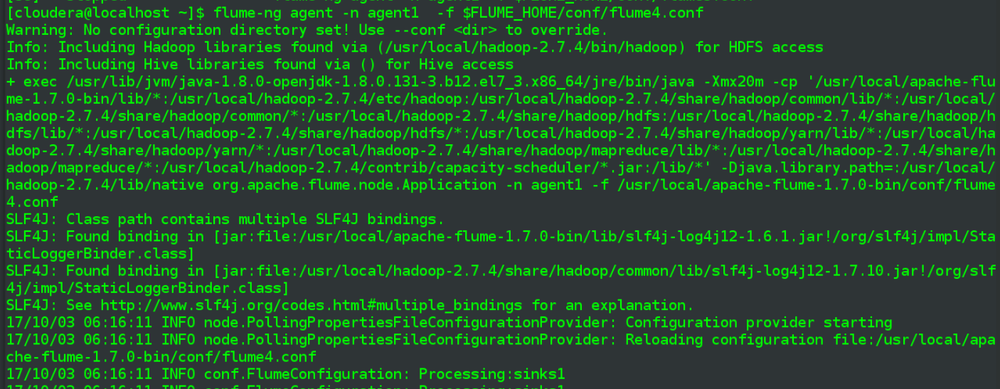 [cloudera@localhost ~]$ flume-ng agent -n agent1  -f $FLUME_HOME/conf/flume4.conf
Warning: No configuration directory set! Use --conf <dir> to override.
Info: Including Hadoop libraries found via (/usr/local/hadoop-2.7.4/bin/hadoop) for HDFS access
Info: Including Hive libraries found via () for Hive access
+ exec /usr/lib/jvm/java-1.8.0-openjdk-1.8.0.131-3.b12.el7_3.x86_64/jre/bin/java -Xmx20m -cp '/usr/local/apache-flu
me-1.7.0-bin/lib/*:/usr/local/hadoop-2.7.4/etc/hadoop:/usr/local/hadoop-2.7.4/share/hadoop/common/lib/*:/usr/local/
hadoop-2.7.4/share/hadoop/common/*:/usr/local/hadoop-2.7.4/share/hadoop/hdfs:/usr/local/hadoop-2.7.4/share/hadoop/h
dfs/lib/*:/usr/local/hadoop-2.7.4/share/hadoop/hdfs/*:/usr/local/hadoop-2.7.4/share/hadoop/yarn/lib/*:/usr/local/ha
doop-2.7.4/share/hadoop/yarn/*:/usr/local/hadoop-2.7.4/share/hadoop/mapreduce/lib/*:/usr/local/hadoop-2.7.4/share/h
adoop/mapreduce/*:/usr/local/hadoop-2.7.4/contrib/capacity-scheduler/*.jar:/lib/*' -Djava.library.path=:/usr/local/
hadoop-2.7.4/lib/native org.apache.flume.node.Application -n agent1 -f /usr/local/apache-flume-1.7.0-bin/conf/flume
4.conf
SLF4J: Class path contains multiple SLF4J bindings.
SLF4J: Found binding in [jar:file:/usr/local/apache-flume-1.7.0-bin/lib/slf4j-log4j12-1.6.1.jar!/org/slf4j/impl/Sta
ticLoggerBinder.class]
SLF4J: Found binding in [jar:file:/usr/local/hadoop-2.7.4/share/hadoop/common/lib/slf4j-log4j12-1.7.10.jar!/org/slf
4j/impl/StaticLoggerBinder.class]
SLF4J: See http://www.slf4j.org/codes.html#multiple_bindings for an explanation.
17/10/03 06:16:11 INFO node.PollingPropertiesFileConfigurationProvider: Configuration provider starting
17/10/03 06:16:11 INFO node.PollingPropertiesFileConfigurationProvider: Reloading configuration file:/usr/local/apa
che-flume-1.7.0-bin/conf/flume4.conf
17/10/03 06:16:11 INFO conf.FlumeConfiguration: Processing:sinks1
17/10/03 06:16:11 INFO conf.FlumeConfiguration: Processing:sinks1